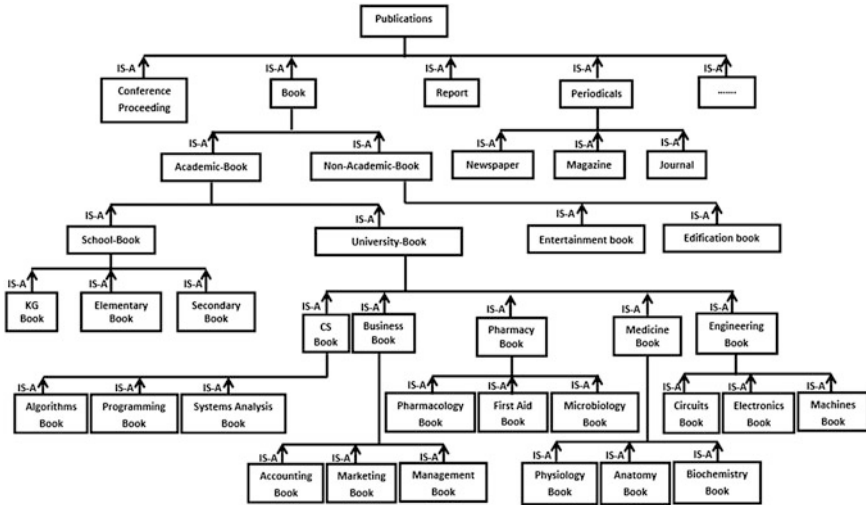 Publications
IS-A IS-A IS-A IS-A IS-A
Conference
Proceeding
Book
Report
Periodicals
.......
IS-A IS-A IS-A IS-A IS-A
Academic-Book
Non-Academic-Book
Newspaper
Magazine
Journal
IS-A IS-A IS-A IS-A
School-Book
University-Book
Entertainment book
Edification book
IS-A IS-A IS-A
KG
Book
Elementary
Book
Secondary
Book
IS-A IS-A IS-A IS-A IS-A
CS
Book
Business
Book
Pharmacy
Book
Medicine
Book
Engineering
Book
IS-A IS-A IS-A IS-A IS-A IS-A IS-A IS-A IS-A
Algorithms
Book
Programming
Book
Systems Analysis
Book
Pharmacology
Book
First Aid
Book
Microbiology
Book
Circuits
Book
Electronics
Book
Machines
Book
IS-A IS-A IS-A IS-A IS-A IS-A
Accounting
Book
Marketing
Book
Management
Book
Physiology
Book
Anatomy
Book
Biochemistry
Book